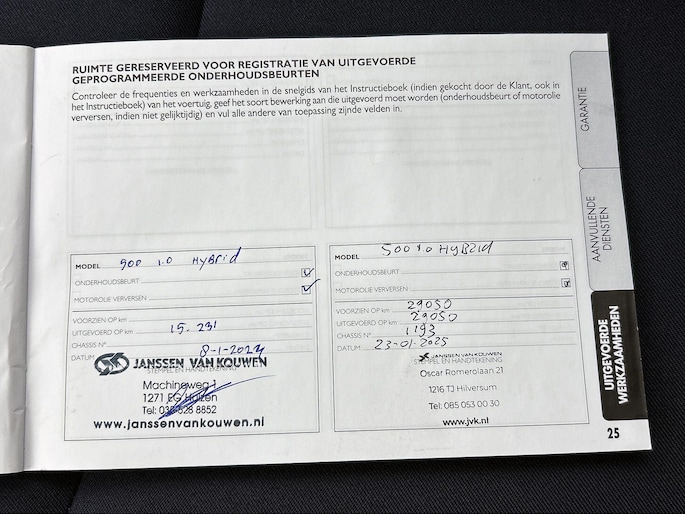 RUIMTE GERESERVEERD VOOR REGISTRATIE VAN UITGEVOERDE
GEPROGRAMMEERDE ONDERHOUDSBEURTEN
Controleer de frequenties en werkzaamheden in de snelgids van het Instructieboek (indien gekocht door de Klant, ook in
het Instructieboek) van het voertuig, geef het soort bewerking aan die uitgevoerd moet worden (onderhoudsbeurt of motorolie
verversen, indien niet gelijktijdig) en vul alle andere van toepassing zijnde velden in.
MODEL 500 1.0 HyBrid
ONDERHOUDSBEURT
MOTOROLIE VERVERSEN
VOORZIEN OP km
UITGEVOERD OP km 15.231
CHASSIS N°
DATUM 8-1-2024
JANSSEN VAN KOUWEN
STEMPEL EN HANDTEKENING
Machineweg 1
1271 EG Huizen
Tel: 528 8852
www.janssenvankouwen.nl
MODEL 500 1.0 HyBRid
ONDERHOUDSBEURT
MOTOROLIE VERVERSEN
VOORZIEN OP km 29050
UITGEVOERD OP km 29050
CHASSIS N° 1193
DATUM 23-01-2025
JANSSEN VAN KOUWEN
STEMPEL EN HANDTEKENING
Oscar Romerolaan 21
1216 TJ Hilversum
Tel: 085 053 00 30
www.jvk.nl
GARANTIE
AANVULLENDE
DIENSTEN
UITGEVOERDE
WERKZAAMHEDEN
25